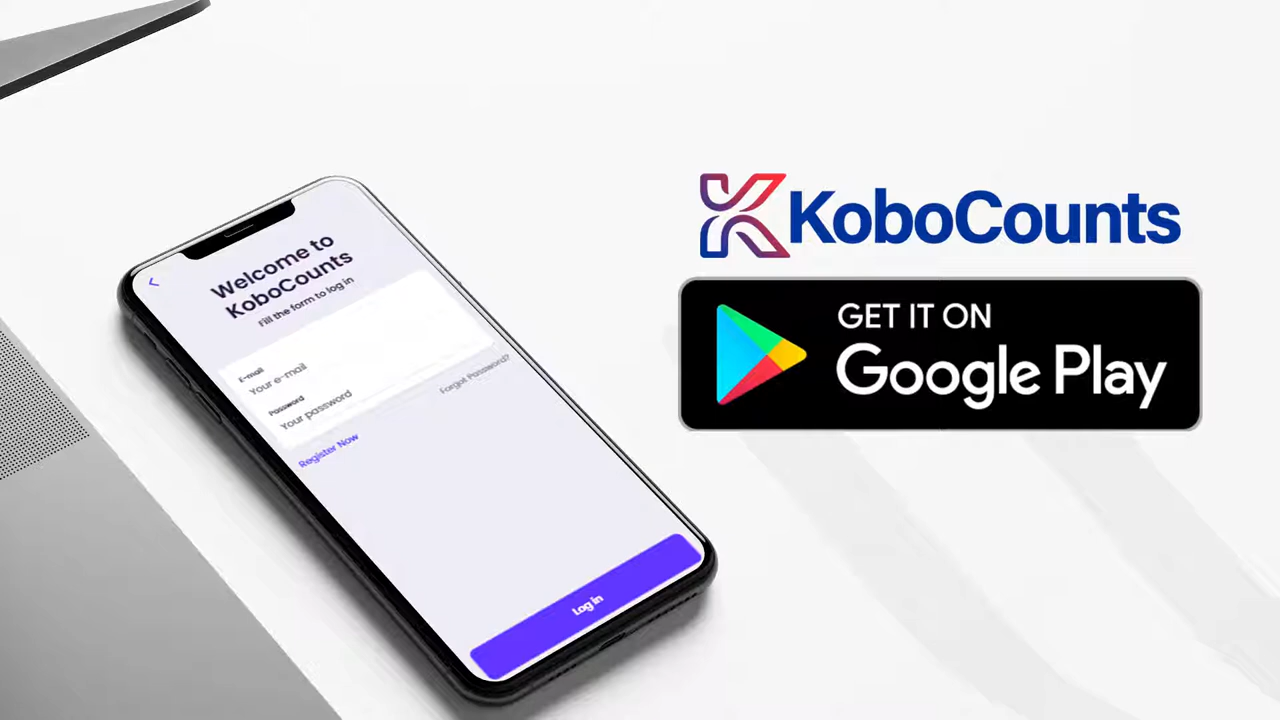 Welcome to
KoboCounts
Fill the form to log in
E-mail
Your e-mail
Password
Your password
Forgot Password?
Register Now
Log in
KoboCounts
GET IT ON
Google Play